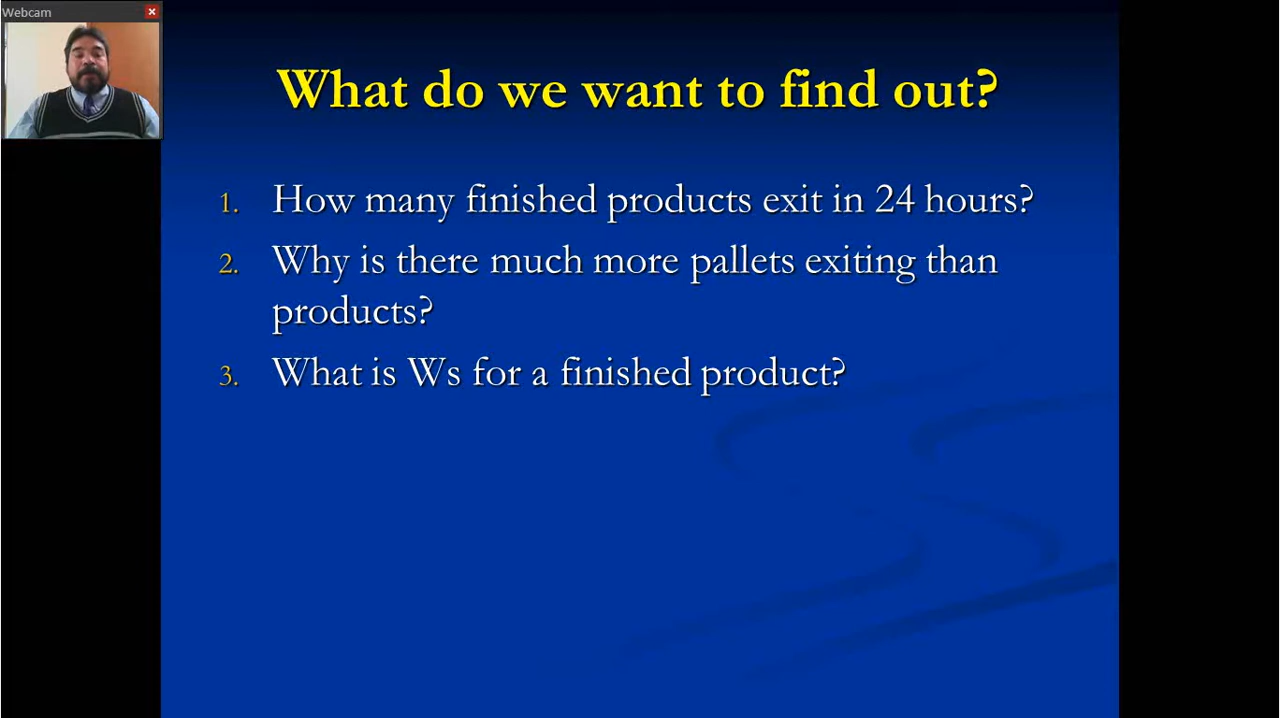 Webcam
What do we want to find out?
1. How many finished products exit in 24 hours?
2. Why is there much more pallets exiting than
products?
3. What is Ws for a finished product?